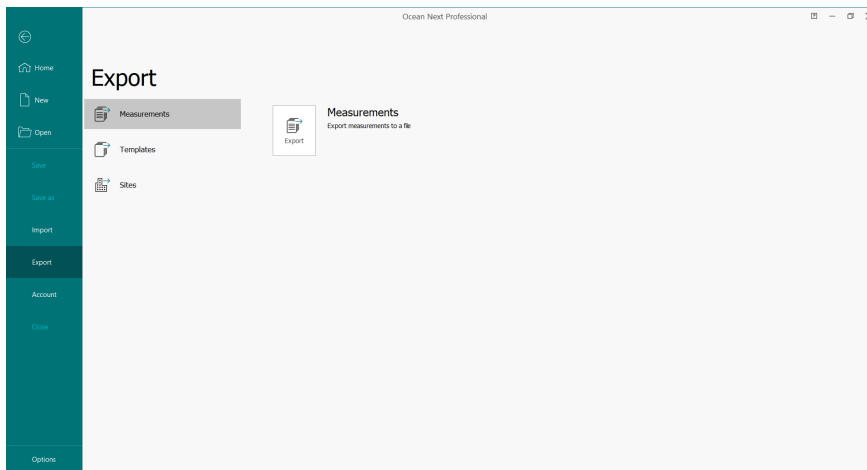 Ocean Next Professional
Home
New
Open
Save
Save as
Import
Export
Account
Close
Options
Export
Measurements
Templates
Sites
Export
Measurements
Export measurements to a file